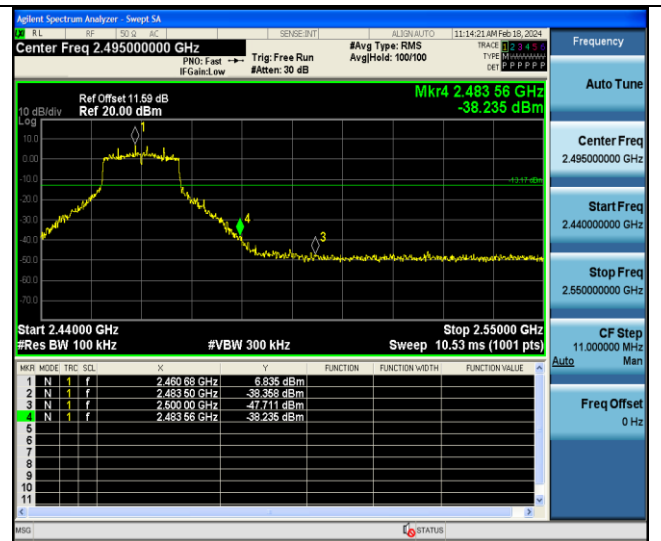 Agilent Spectrum Analyzer - Swept SA
LXI RL RF 50 Ω AC SENSE:INT ALIGN AUTO 11:14:21 AM Feb 18, 2024
Center Freq 2.495000000 GHz
PNO: Fast
IFGain:Low
Trig: Free Run
#Atten: 30 dB
#Avg Type: RMS
Avg|Hold: 100/100
TRACE 1 2 3 4 5 6
TYPE
DET P P P P P P
Ref Offset 11.59 dB
10 dB/div Ref 20.00 dBm
Log
Mkr4 2.483 56 GHz
-38.235 dBm
10.0
0.00
-10.0
-20.0
-30.0
-40.0
-50.0
-60.0
-70.0
1
4
3
-13.17 dBm
Start 2.44000 GHz Stop 2.55000 GHz
#Res BW 100 kHz #VBW 300 kHz Sweep 10.53 ms (1001 pts)
MKR MODE TRC SCL X Y FUNCTION FUNCTION WIDTH FUNCTION VALUE
1 N 1 f 2.460 68 GHz 6.835 dBm
2 N 1 f 2.483 50 GHz -38.358 dBm
3 N 1 f 2.500 00 GHz -47.711 dBm
4 N 1 f 2.483 56 GHz -38.235 dBm
5
6
7
8
9
10
11
MSG STATUS
Frequency
Auto Tune
Center Freq
2.495000000 GHz
Start Freq
2.440000000 GHz
Stop Freq
2.550000000 GHz
CF Step
11.000000 MHz
Auto Man
Freq Offset
0 Hz